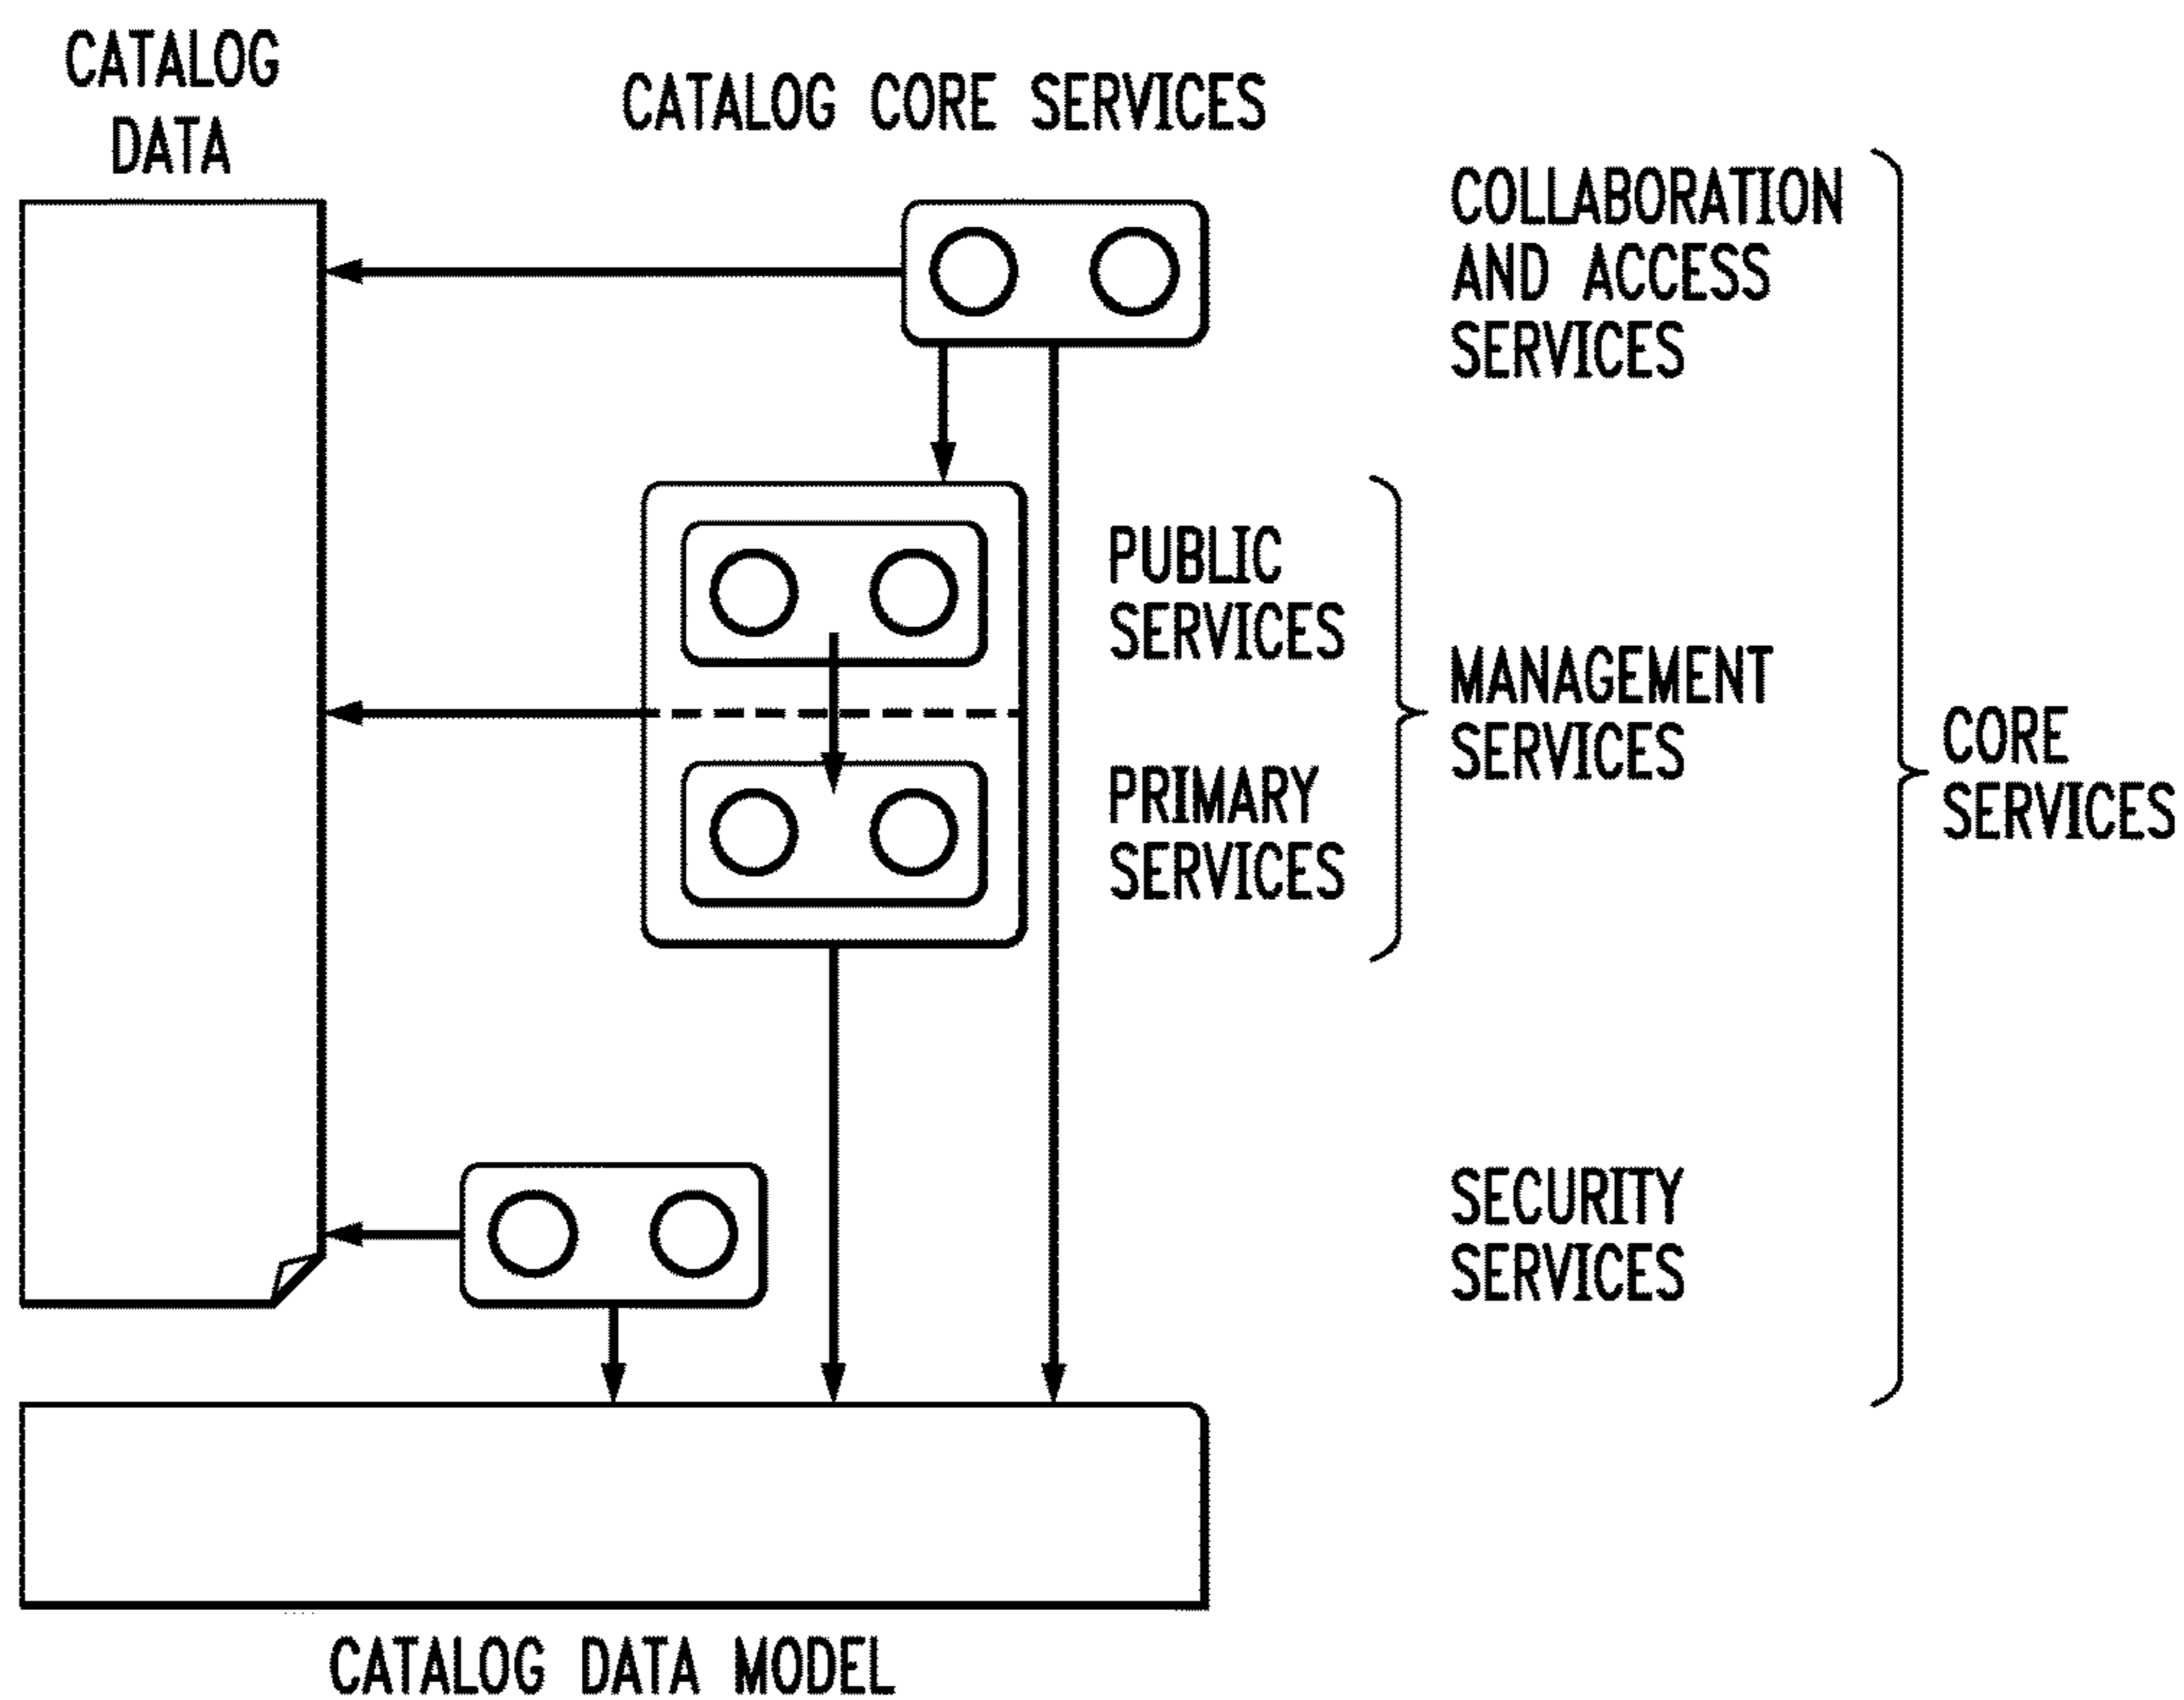 CATALOG
DATA
CATALOG CORE SERVICES
COLLABORATION
AND ACCESS
SERVICES
PUBLIC
SERVICES
MANAGEMENT
SERVICES
CORE
SERVICES
PRIMARY
SERVICES
SECURITY
SERVICES
CATALOG DATA MODEL